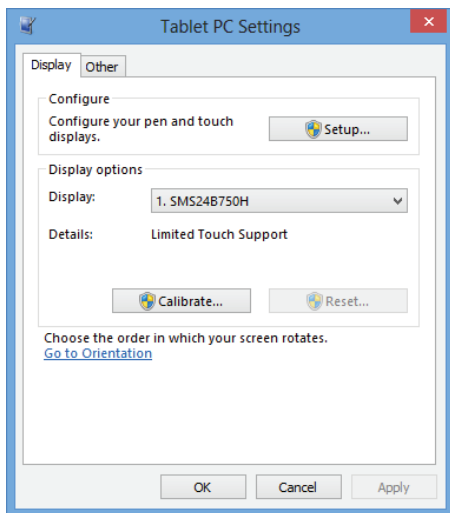 Tablet PC Settings
Display
Other
Configure
Configure your pen and touch
displays.
Setup...
Display options
Display:
1. SMS24B750H
Details:
Limited Touch Support
Calibrate...
Reset...
Choose the order in which your screen rotates.
Go to Orientation
OK
Cancel
Apply